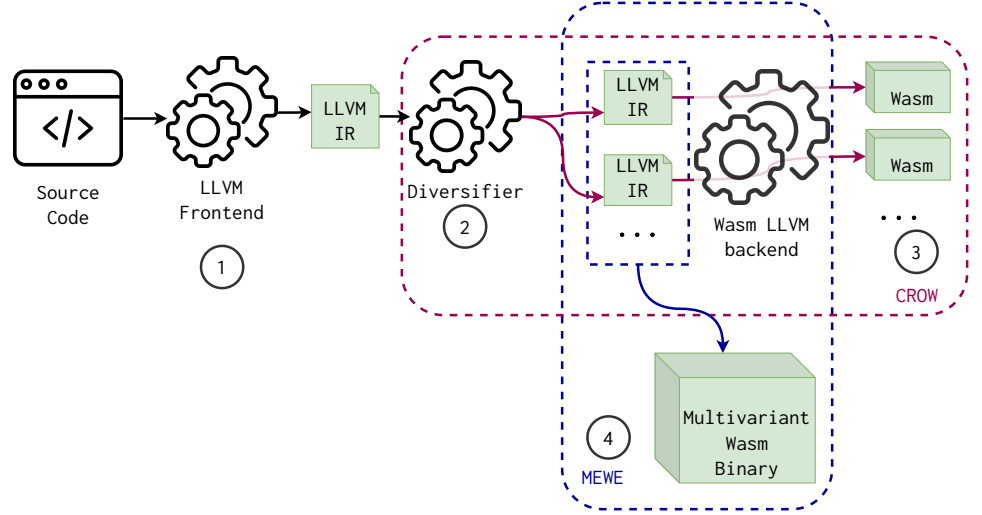 </>
Source
Code
LLVM
Frontend
1
LLVM
IR
Diversifier
2
LLVM
IR
LLVM
IR
...
Wasm LLVM
backend
Wasm
Wasm
...
3
CROW
Multivariant
Wasm
Binary
4
MEWE